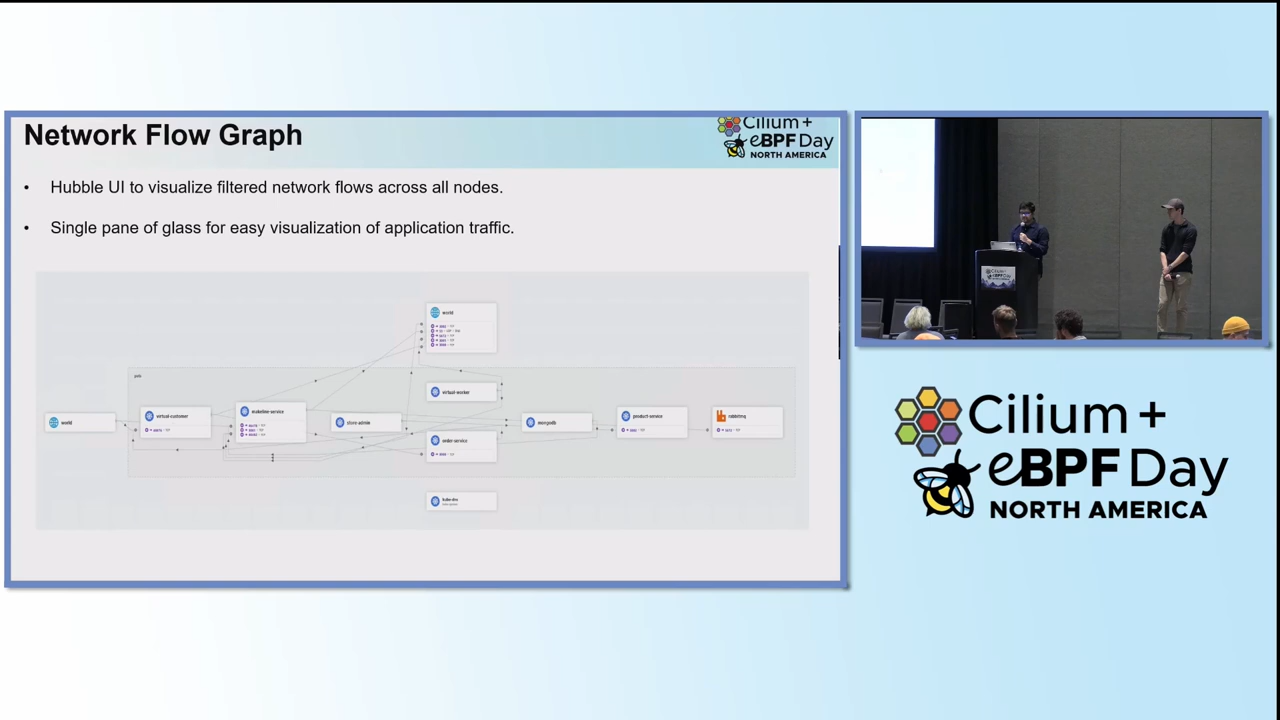 Network Flow Graph
Cilium +
eBPF Day
NORTH AMERICA
• Hubble UI to visualize filtered network flows across all nodes.
• Single pane of glass for easy visualization of application traffic.
world
pets
world
virtual-customer
makeline-service
store-admin
virtual-worker
order-service
mongodb
product-service
rabbitmq
kube-dns
Cilium +
eBPF Day
NORTH AMERICA